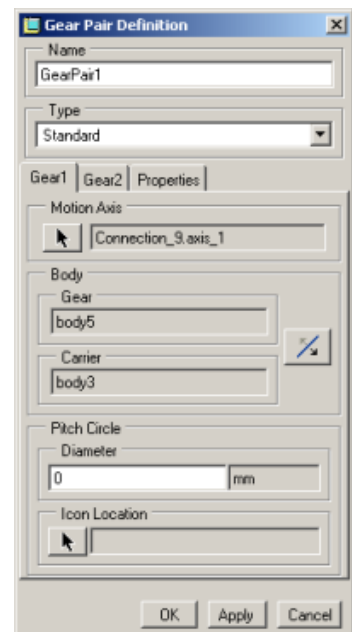 Gear Pair Definition
Name
GearPair1
Type
Standard
Gear1 Gear2 Properties
Motion Axis
Connection_9.axis_1
Body
Gear
body5
Carrier
body3
Pitch Circle
Diameter
0 mm
Icon Location
OK Apply Cancel